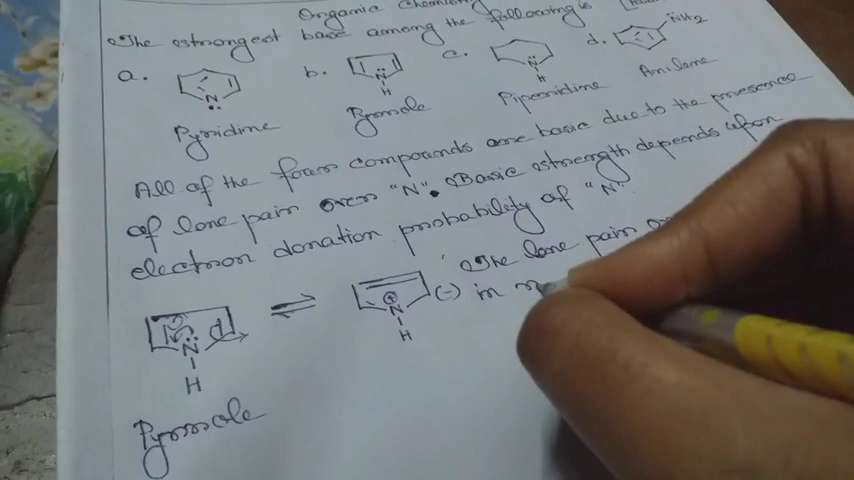 Organic Chemistry
The strongest base among the following is
a. N b. N H c. N H d. NH2
Pyridine Pyrrole Piperidine Aniline
All of the four compounds are basic due to the presence
of lone pair over "N". Basic strength depends upon
electron donation probability of "N".
The lone pair
N H ⇌ N H (-) in
Pyrrole